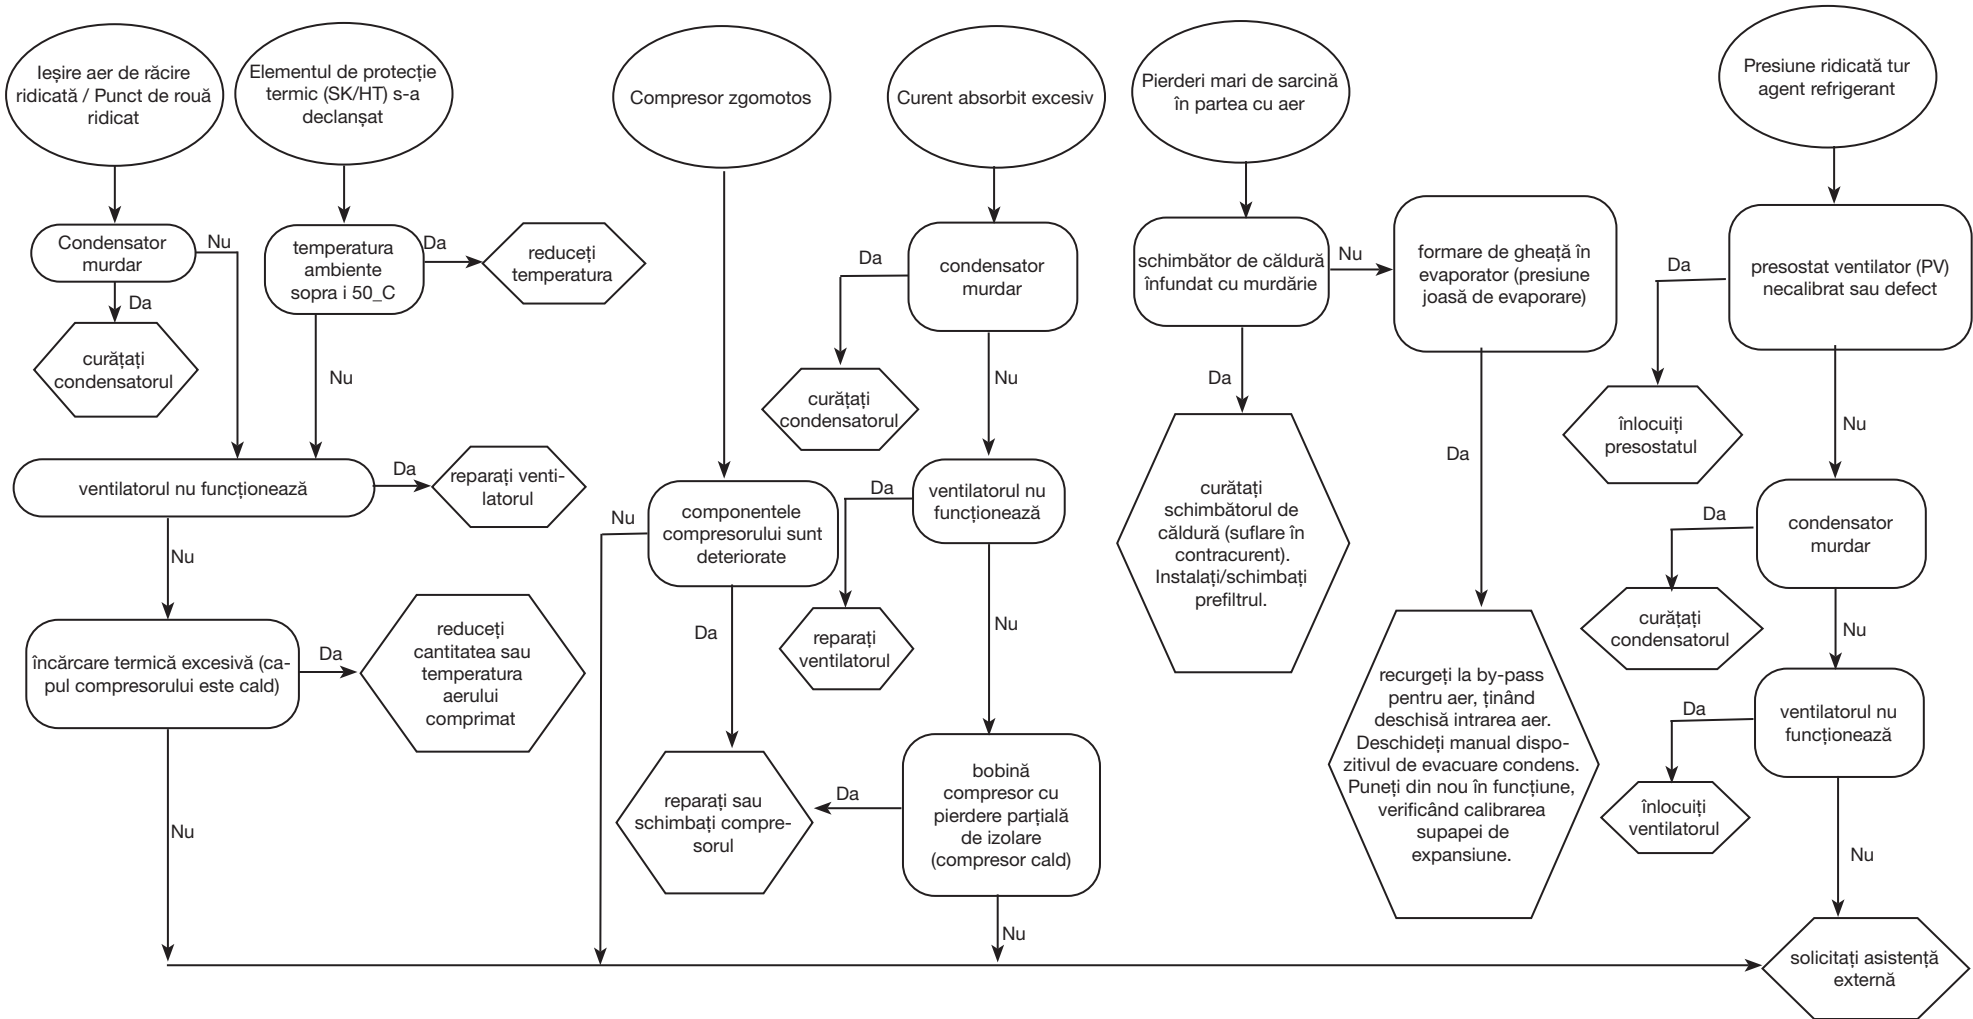 Ieșire aer de răcire
ridicată / Punct de rouă
ridicat
Condensator
murdar
Nu
Da
curățați
condensatorul
Elementul de protecție
termic (SK/HT) s-a
declanșat
temperatura
ambiente
sopra i 50_C
Da
reduceți
temperatura
Nu
ventilatorul nu funcționează
Da
reparați venti-
latorul
Nu
încărcare termică excesivă (ca-
pul compresorului este cald)
Da
reduceți
cantitatea sau
temperatura
aerului
comprimat
Nu
Compresor zgomotos
componentele
compresorului sunt
deteriorate
Nu
Da
reparați sau
schimbați compre-
sorul
Curent absorbit excesiv
condensator
murdar
Da
curățați
condensatorul
Nu
ventilatorul nu
funcționează
Da
reparați
ventilatorul
Nu
bobină
compresor cu
pierdere parțială
de izolare
(compresor cald)
Da
Nu
Pierderi mari de sarcină
în partea cu aer
schimbător de căldură
înfundat cu murdărie
Nu
Da
curătați
schimbătorul de
căldură (suflare în
contracurent).
Instalați/schimbați
prefiltrul.
formare de gheață în
evaporator (presiune
joasă de evaporare)
Da
recurgeți la by-pass
pentru aer, ținând
deschisă intrarea aer.
Deschideți manual dispo-
zitivul de evacuare condens.
Puneți din nou în funcțiune,
verificând calibrarea
supapei de
expansiune.
Presiune ridicată tur
agent refrigerant
presostat ventilator (PV)
necalibrat sau defect
Da
înlocuiți
presostatul
Nu
condensator
murdar
Da
curățați
condensatorul
Nu
ventilatorul nu
funcționează
Da
înlocuiți
ventilatorul
Nu
solicitați asistență
externă